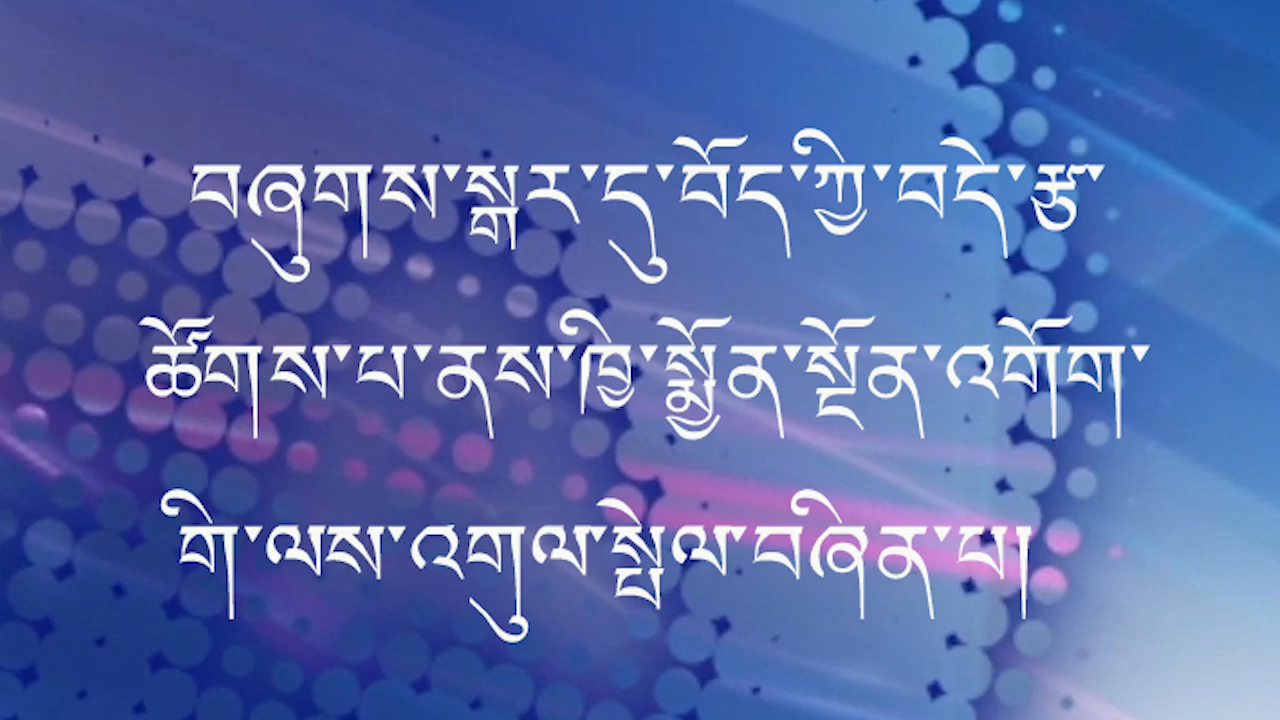 བཞུགས་སྒར་དུ་བོད་ཀྱི་བདེ་རྩ་
ཚོགས་པ་ནས་ཁྱི་སྨྱོན་སྔོན་འགོག་
གི་ལས་འགུལ་སྤེལ་བཞིན་པ།